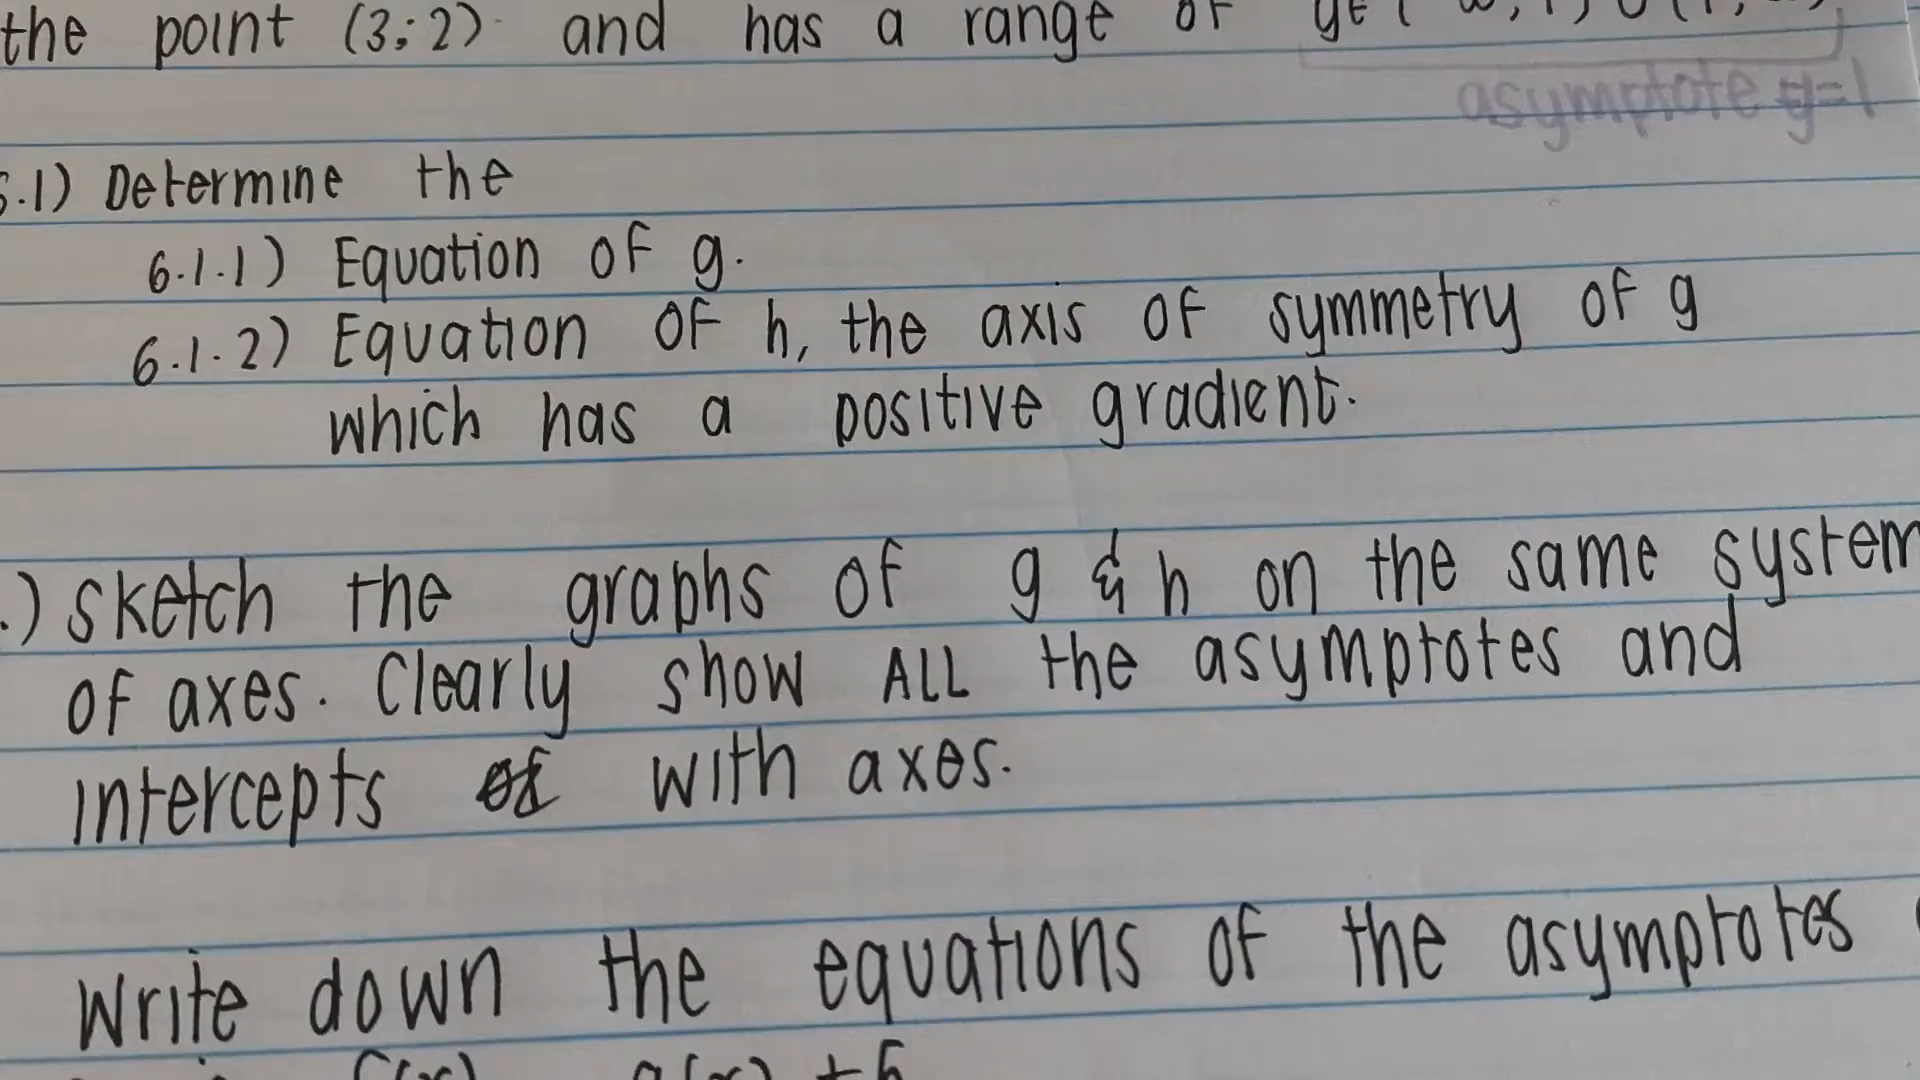 the point (3;2) and has a range of
asymptote y=1
.1) Determine the
6.1.1) Equation of g.
6.1.2) Equation of h, the axis of symmetry of g
which has a positive gradient.
.) sketch the graphs of g & h on the same system
of axes. Clearly show ALL the asymptotes and
intercepts with axes.
Write down the equations of the asymptotes